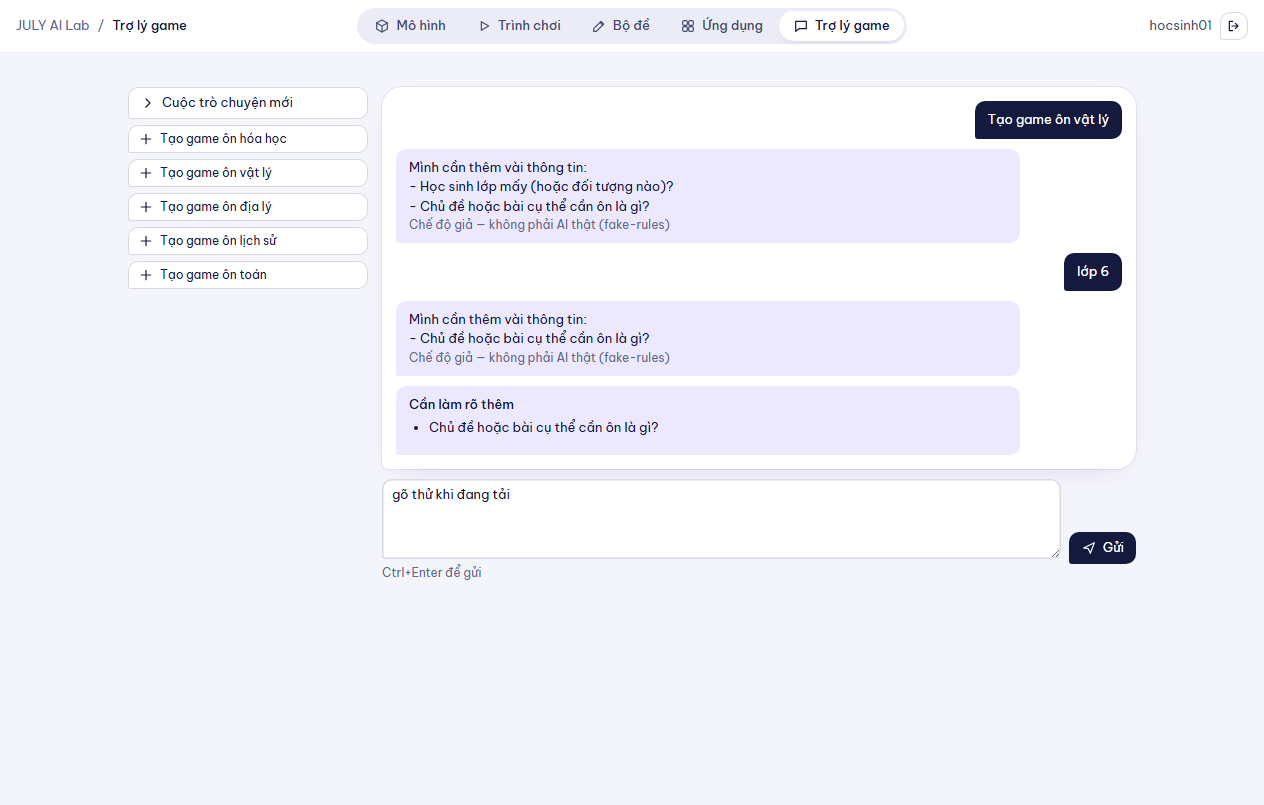 JULY AI Lab / Trợ lý game
Mô hình
Trình chơi
Bộ đề
Ứng dụng
Trợ lý game
hocsinh01
Cuộc trò chuyện mới
Tạo game ôn hóa học
Tạo game ôn vật lý
Tạo game ôn địa lý
Tạo game ôn lịch sử
Tạo game ôn toán
Tạo game ôn vật lý
Mình cần thêm vài thông tin:
- Học sinh lớp mấy (hoặc đối tượng nào)?
- Chủ đề hoặc bài cụ thể cần ôn là gì?
Chế độ giả — không phải AI thật (fake-rules)
lớp 6
Mình cần thêm vài thông tin:
- Chủ đề hoặc bài cụ thể cần ôn là gì?
Chế độ giả — không phải AI thật (fake-rules)
Cần làm rõ thêm
• Chủ đề hoặc bài cụ thể cần ôn là gì?
gõ thử khi đang tải
Gửi
Ctrl+Enter để gửi